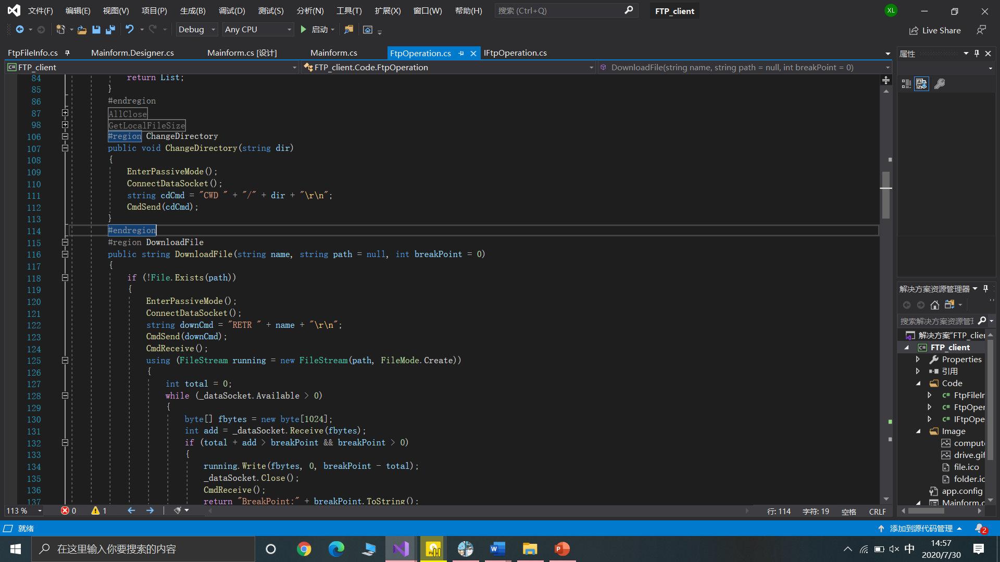 文件(F) 编辑(E) 视图(V) 项目(P) 生成(B) 调试(D) 测试(S) 分析(N) 工具(T) 扩展(X) 窗口(W) 帮助(H) 搜索 (Ctrl+Q) FTP_client XL
Debug Any CPU 启动 Live Share
FtpFileInfo.cs Mainform.Designer.cs Mainform.cs [设计] Mainform.cs FtpOperation.cs IFtpOperation.cs
FTP_client FTP_client.Code.FtpOperation DownloadFile(string name, string path = null, int breakPoint = 0)
84 return List;
85 }
86 #endregion
87 AllClose
98 GetLocalFileSize
106 #region ChangeDirectory
107 public void ChangeDirectory(string dir)
108 {
109 EnterPassiveMode();
110 ConnectDataSocket();
111 string cdCmd = "CWD " + "/" + dir + "\r\n";
112 CmdSend(cdCmd);
113 }
114 #endregion
115 #region DownloadFile
116 public string DownloadFile(string name, string path = null, int breakPoint = 0)
117 {
118 if (!File.Exists(path))
119 {
120 EnterPassiveMode();
121 ConnectDataSocket();
122 string downCmd = "RETR " + name + "\r\n";
123 CmdSend(downCmd);
124 CmdReceive();
125 using (FileStream running = new FileStream(path, FileMode.Create))
126 {
127 int total = 0;
128 while (_dataSocket.Available > 0)
129 {
130 byte[] fbytes = new byte[1024];
131 int add = _dataSocket.Receive(fbytes);
132 if (total + add > breakPoint && breakPoint > 0)
133 {
134 running.Write(fbytes, 0, breakPoint - total);
135 _dataSocket.Close();
136 CmdReceive();
137 return "BreakPoint:" + breakPoint.ToString();
113 % 0 1 行: 114 字符: 19 空格 CRLF
属性
解决方案资源管理器
搜索解决方案资源管
解决方案"FTP_clier
FTP_client
Properties
引用
Code
FtpFileIr
FtpOper
IFtpOpe
Image
compute
drive.gif
file.ico
folder.ic
app.config
Mainform.c
就绪 添加到源代码管理 2
在这里输入你要搜索的内容
中 14:57
2020/7/30